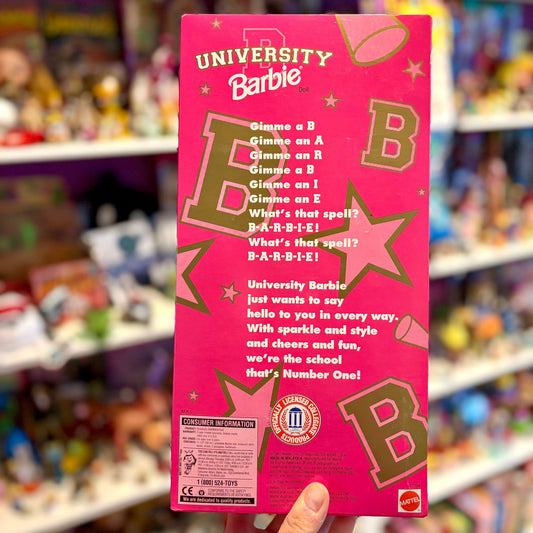 UNIVERSITY
B
Barbie
Doll
Gimme a B
Gimme an A
Gimme an R
Gimme a B
Gimme an I
Gimme an E
What's that spell?
B•A•R•B•I•E!
What's that spell?
B•A•R•B•I•E!
B
B
University Barbie
just wants to say
hello to you in every way.
With sparkle and style
and cheers and fun,
we're the school
that's Number One!
B
OFFICIALLY LICENSED COLLEGIATE PRODUCTS
CONSUMER INFORMATION
1 (800) 524-TOYS
CE
We are dedicated to quality products.
MATTEL